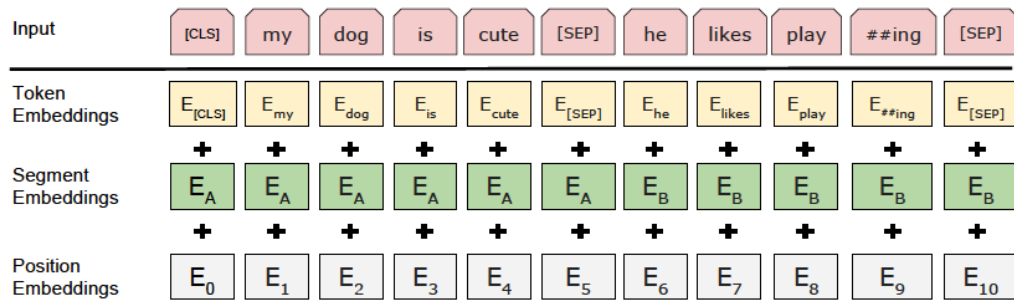 Input [CLS] my dog is cute [SEP] he likes play ##ing [SEP]
Token
Embeddings
E[CLS] Emy Edog Eis Ecute E[SEP] Ehe Elikes Eplay E##ing E[SEP]
+ + + + + + + + + + +
Segment
Embeddings
EA EA EA EA EA EA EB EB EB EB EB
+ + + + + + + + + + +
Position
Embeddings
E0 E1 E2 E3 E4 E5 E6 E7 E8 E9 E10